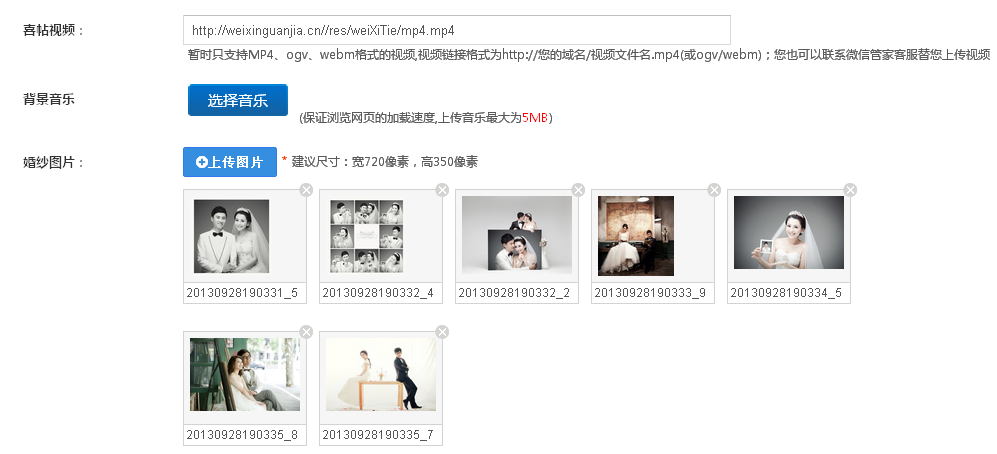 喜帖视频：
http://weixinguanjia.cn//res/weiXiTie/mp4.mp4
暂时只支持MP4、ogv、webm格式的视频,视频链接格式为http://您的域名/视频文件名.mp4(或ogv/webm)；您也可以联系微信管家客服替您上传视频
背景音乐
选择音乐
(保证浏览网页的加载速度,上传音乐最大为5MB)
婚纱图片：
上传图片
* 建议尺寸：宽720像素，高350像素
20130928190331_5
20130928190332_4
20130928190332_2
20130928190333_9
20130928190334_5
20130928190335_8
20130928190335_7